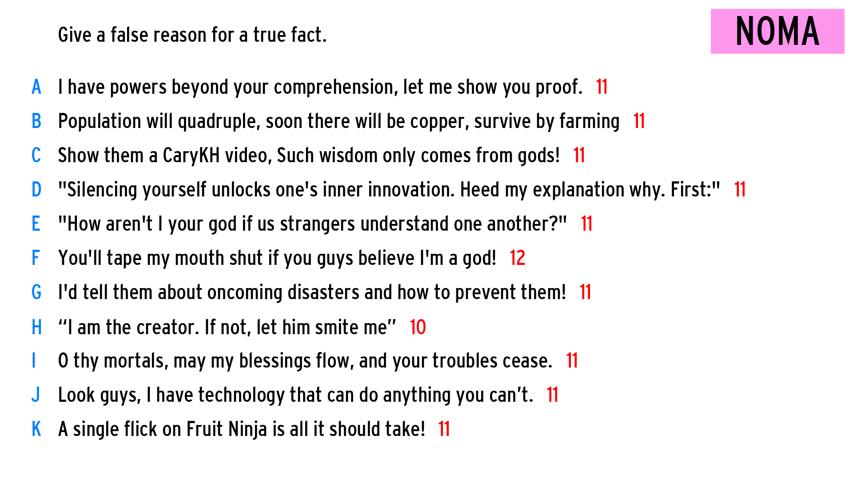 Give a false reason for a true fact.
NOMA
A I have powers beyond your comprehension, let me show you proof. 11
B Population will quadruple, soon there will be copper, survive by farming 11
C Show them a CaryKH video, Such wisdom only comes from gods! 11
D "Silencing yourself unlocks one's inner innovation. Heed my explanation why. First:" 11
E "How aren't I your god if us strangers understand one another?" 11
F You'll tape my mouth shut if you guys believe I'm a god! 12
G I'd tell them about oncoming disasters and how to prevent them! 11
H “I am the creator. If not, let him smite me” 10
I O thy mortals, may my blessings flow, and your troubles cease. 11
J Look guys, I have technology that can do anything you can’t. 11
K A single flick on Fruit Ninja is all it should take! 11